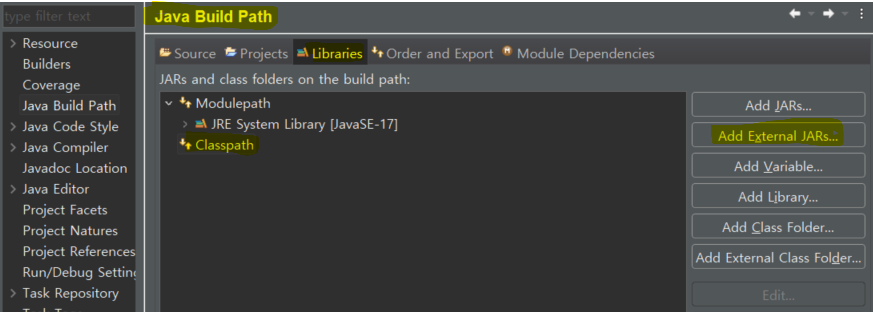 type filter text
Resource
Builders
Coverage
Java Build Path
Java Code Style
Java Compiler
Javadoc Location
Java Editor
Project Facets
Project Natures
Project References
Run/Debug Setting
Task Repository
Java Build Path
Source Projects Libraries Order and Export Module Dependencies
JARs and class folders on the build path:
Modulepath
JRE System Library [JavaSE-17]
Classpath
Add JARs...
Add External JARs...
Add Variable...
Add Library...
Add Class Folder...
Add External Class Folder...
Edit...